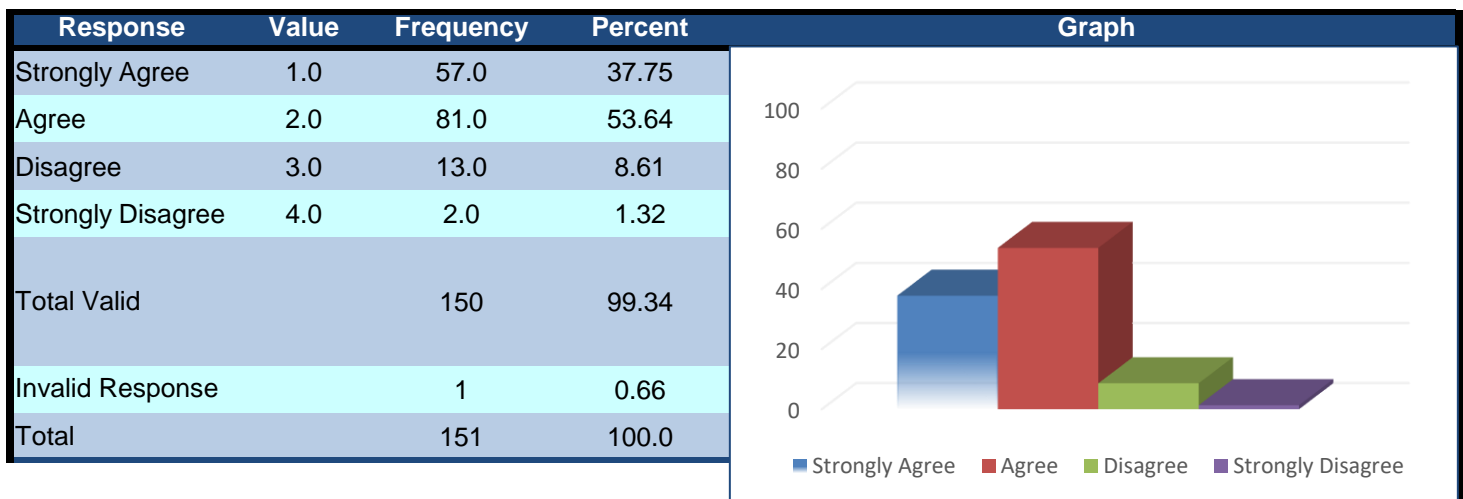 Response Value Frequency Percent Graph
Strongly Agree 1.0 57.0 37.75
Agree 2.0 81.0 53.64
Disagree 3.0 13.0 8.61
Strongly Disagree 4.0 2.0 1.32
Total Valid 150 99.34
Invalid Response 1 0.66
Total 151 100.0
100
80
60
40
20
0
Strongly Agree Agree Disagree Strongly Disagree